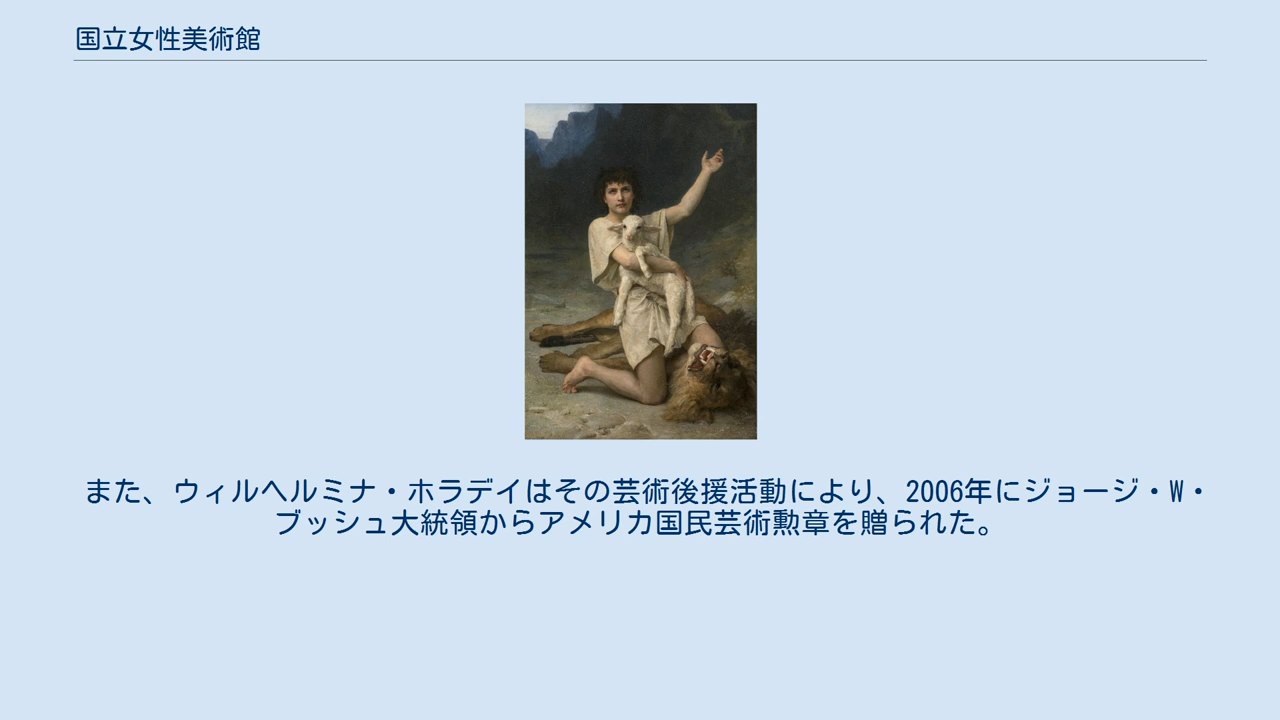 国立女性美術館
また、ウィルヘルミナ・ホラデイはその芸術後援活動により、2006年にジョージ・W・
ブッシュ大統領からアメリカ国民芸術勲章を贈られた。